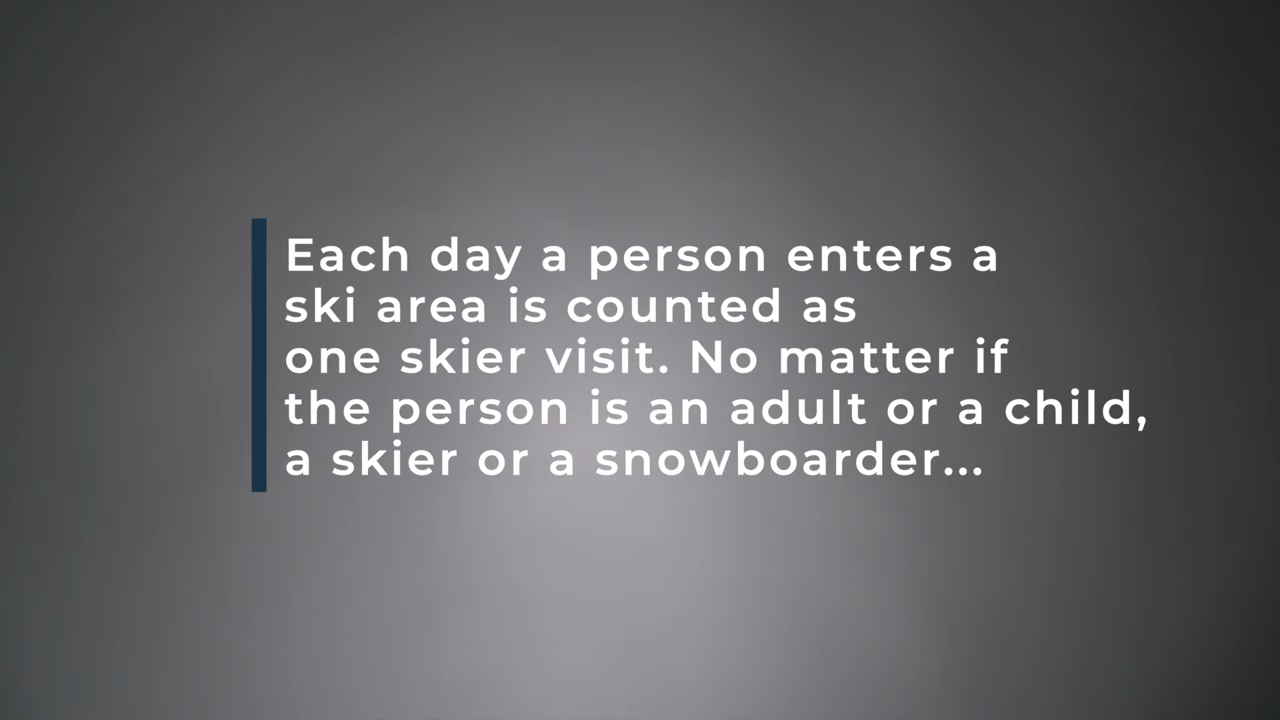 Each day a person enters a
ski area is counted as
one skier visit. No matter if
the person is an adult or a child,
a skier or a snowboarder...